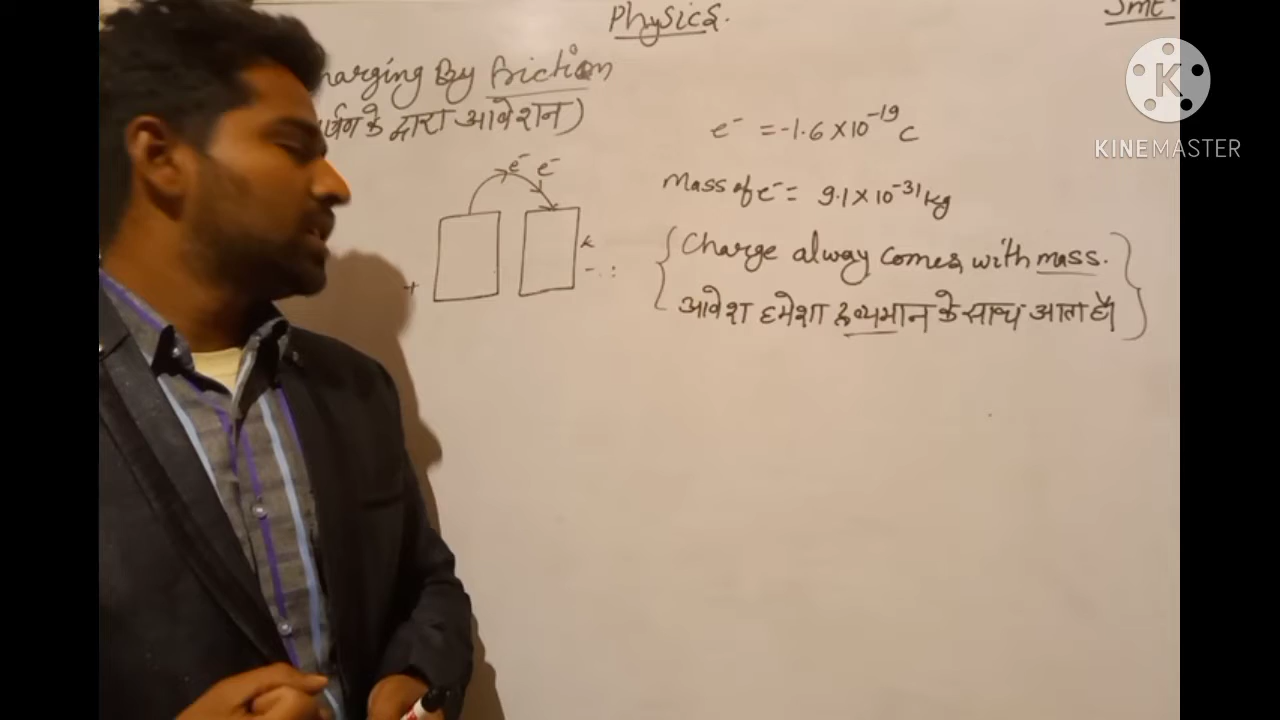 Physics.
Sme
harging By friction
र्षण के द्वारा आवेशन)
e⁻ = -1.6 × 10⁻¹⁹ C
e⁻ e⁻
Mass of e⁻ = 9.1 × 10⁻³¹ kg
+
{ Charge alway comes with mass.
आवेश हमेशा द्रव्यमान के साथ आता है। }
KINEMASTER